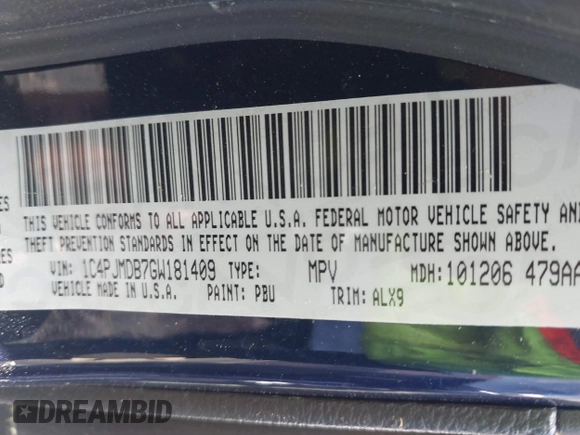 ES
THIS VEHICLE CONFORMS TO ALL APPLICABLE U.S.A. FEDERAL MOTOR VEHICLE SAFETY AN
THEFT PREVENTION STANDARDS IN EFFECT ON THE DATE OF MANUFACTURE SHOWN ABOVE.
ES
VIN: 1C4PJMDB7GW181409 TYPE: MPV MDH: 101206 479AA
D
VEHICLE MADE IN U.S.A. PAINT: PBU TRIM: ALX9
DREAMBID